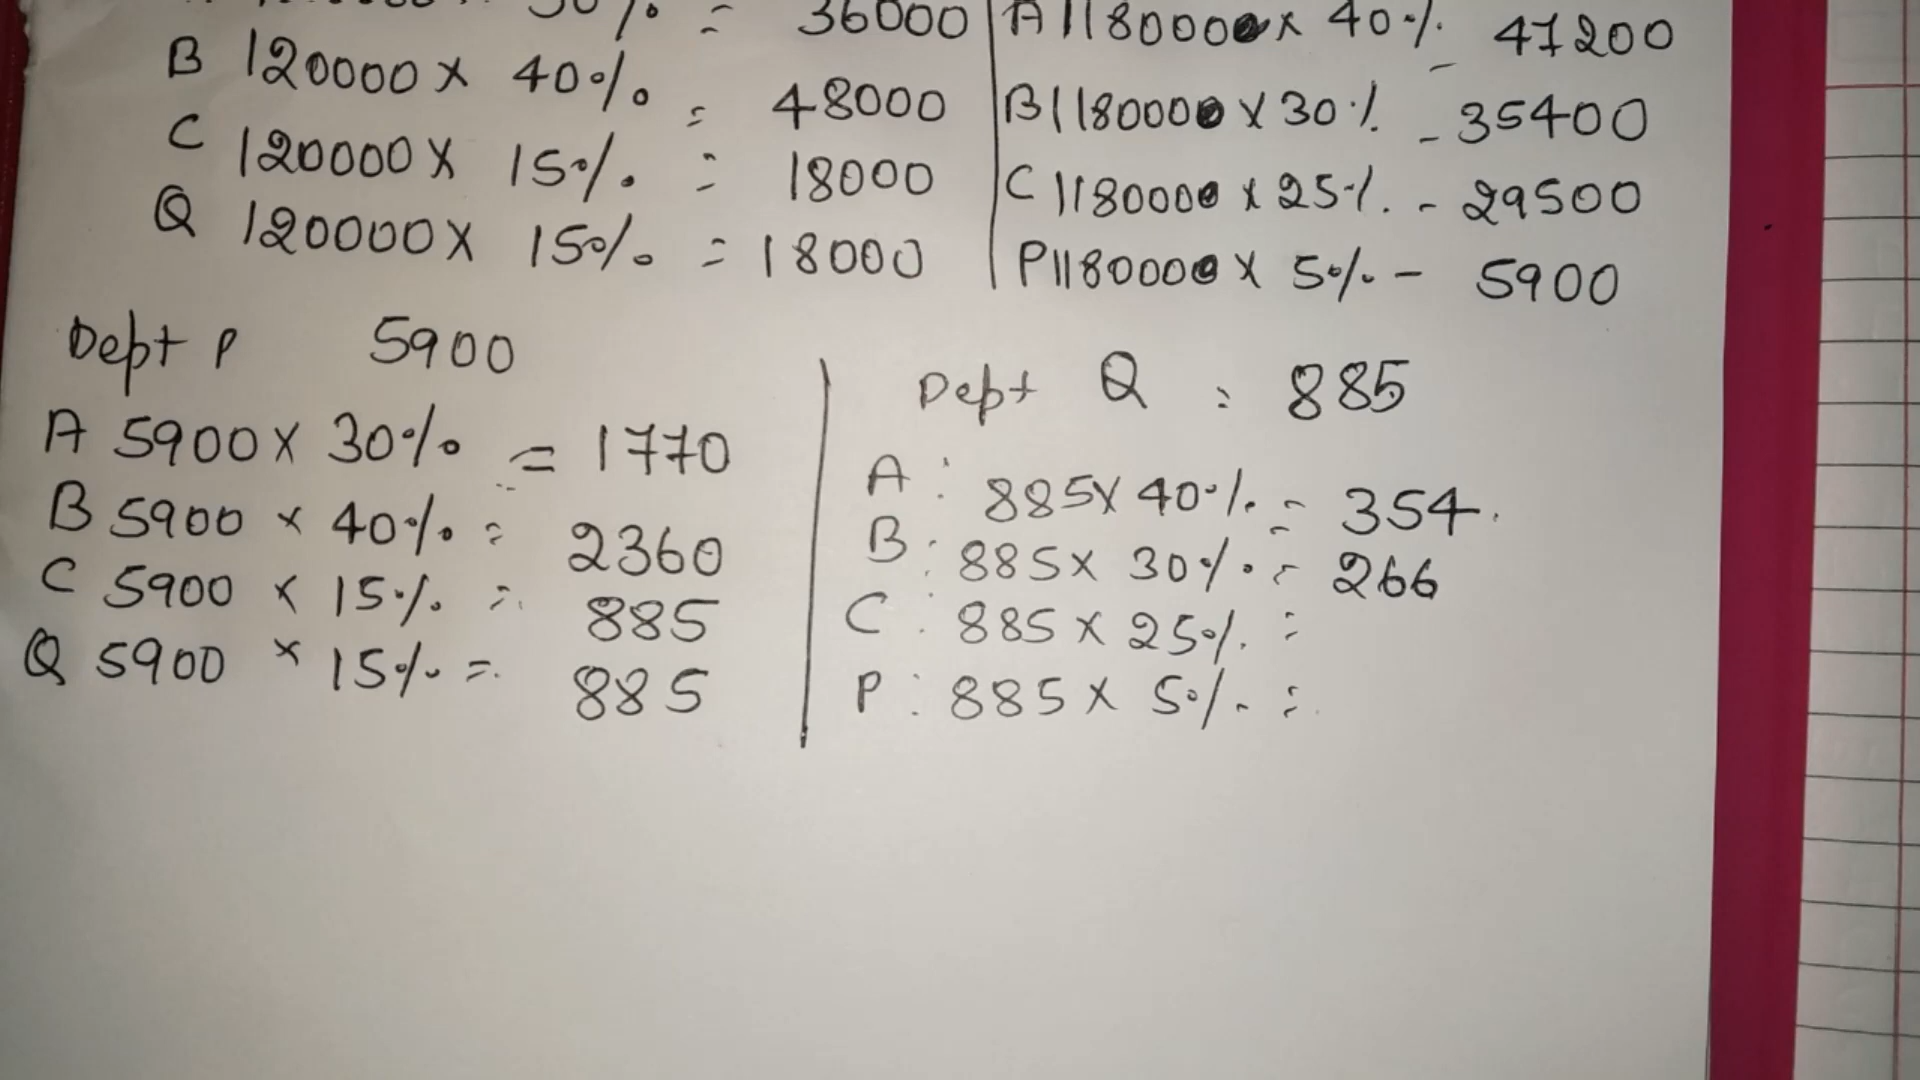 30% = 36000
B 120000 x 40% = 48000
C 120000 x 15% = 18000
Q 120000 x 15% = 18000
A 118000 x 40% - 47200
B 118000 x 30% - 35400
C 118000 x 25% - 29500
P 118000 x 5% - 5900
Dept P 5900
A 5900 x 30% = 1770
B 5900 x 40% = 2360
C 5900 x 15% = 885
Q 5900 x 15% = 885
Dept Q : 885
A : 885 x 40% = 354.
B : 885 x 30% = 266
C : 885 x 25% =
P : 885 x 5% =